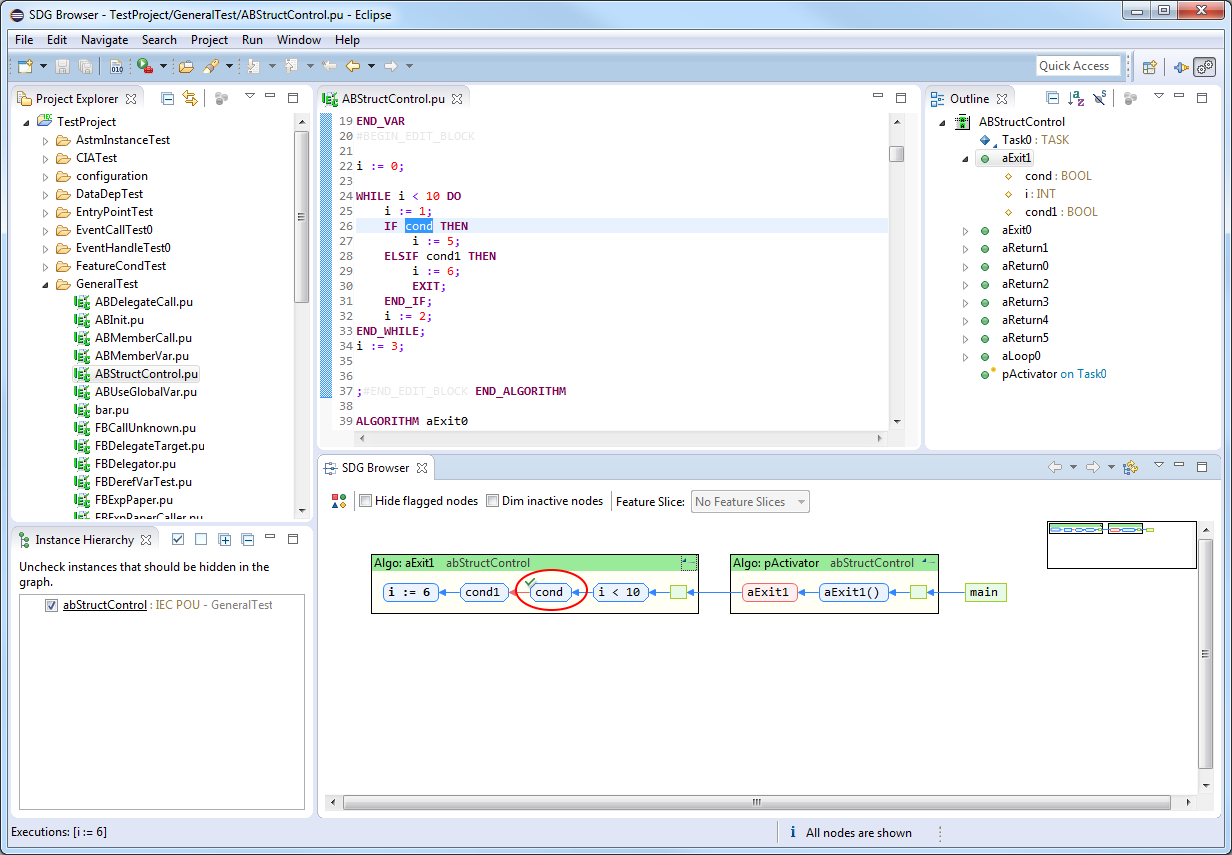 SDG Browser - TestProject/GeneralTest/ABStructControl.pu - Eclipse
File Edit Navigate Search Project Run Window Help
010
Quick Access
Project Explorer
TestProject
AstmInstanceTest
CIATest
configuration
DataDepTest
EntryPointTest
EventCallTest0
EventHandleTest0
FeatureCondTest
GeneralTest
ABDelegateCall.pu
ABInit.pu
ABMemberCall.pu
ABMemberVar.pu
ABStructControl.pu
ABUseGlobalVar.pu
bar.pu
FBCallUnknown.pu
FBDelegateTarget.pu
FBDelegator.pu
FBDerefVarTest.pu
FBExpPaper.pu
FBExpPaperCaller.pu
ABStructControl.pu
19 END_VAR
20 #BEGIN_EDIT_BLOCK
21
22 i := 0;
23
24 WHILE i < 10 DO
25 i := 1;
26 IF cond THEN
27 i := 5;
28 ELSIF cond1 THEN
29 i := 6;
30 EXIT;
31 END_IF;
32 i := 2;
33 END_WHILE;
34 i := 3;
35
36
37 ;#END_EDIT_BLOCK END_ALGORITHM
38
39 ALGORITHM aExit0
Outline
ABStructControl
Task0 : TASK
aExit1
cond : BOOL
i : INT
cond1 : BOOL
aExit0
aReturn1
aReturn0
aReturn2
aReturn3
aReturn4
aReturn5
aLoop0
pActivator on Task0
Instance Hierarchy
Uncheck instances that should be hidden in the
graph.
abStructControl : IEC POU - GeneralTest
SDG Browser
Hide flagged nodes Dim inactive nodes Feature Slice: No Feature Slices
Algo: aExit1 abStructControl
i := 6 cond1 cond i < 10
Algo: pActivator abStructControl
aExit1 aExit1()
main
Executions: [i := 6]
All nodes are shown